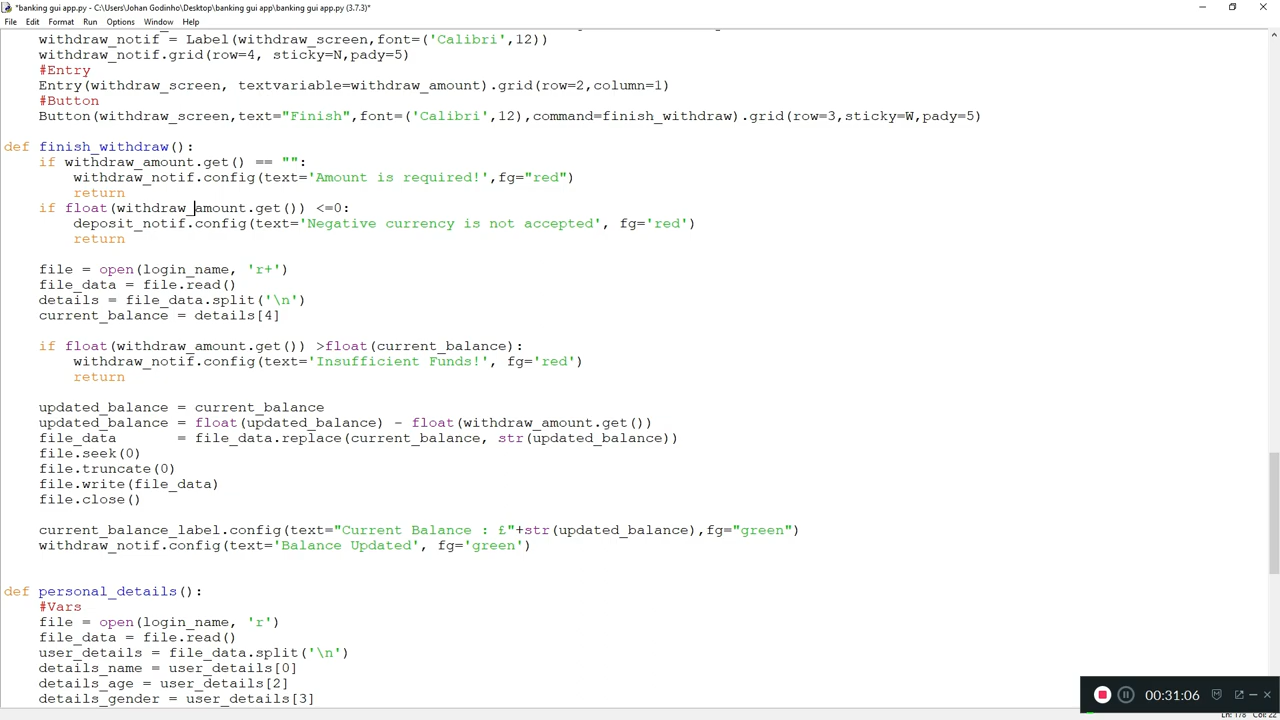 *banking gui app.py - C:\Users\Johan Godinho\Desktop\banking gui app\banking gui app.py (3.7.3)*
File Edit Format Run Options Window Help
withdraw_notif = Label(withdraw_screen,font=('Calibri',12))
withdraw_notif.grid(row=4, sticky=N,pady=5)
#Entry
Entry(withdraw_screen, textvariable=withdraw_amount).grid(row=2,column=1)
#Button
Button(withdraw_screen,text="Finish",font=('Calibri',12),command=finish_withdraw).grid(row=3,sticky=W,pady=5)
def finish_withdraw():
if withdraw_amount.get() == "":
withdraw_notif.config(text='Amount is required!',fg="red")
return
if float(withdraw_amount.get()) <=0:
deposit_notif.config(text='Negative currency is not accepted', fg='red')
return
file = open(login_name, 'r+')
file_data = file.read()
details = file_data.split('\n')
current_balance = details[4]
if float(withdraw_amount.get()) >float(current_balance):
withdraw_notif.config(text='Insufficient Funds!', fg='red')
return
updated_balance = current_balance
updated_balance = float(updated_balance) - float(withdraw_amount.get())
file_data = file_data.replace(current_balance, str(updated_balance))
file.seek(0)
file.truncate(0)
file.write(file_data)
file.close()
current_balance_label.config(text="Current Balance : £"+str(updated_balance),fg="green")
withdraw_notif.config(text='Balance Updated', fg='green')
def personal_details():
#Vars
file = open(login_name, 'r')
file_data = file.read()
user_details = file_data.split('\n')
details_name = user_details[0]
details_age = user_details[2]
details_gender = user_details[3]
00:31:06
Ln: 178 Col: 22